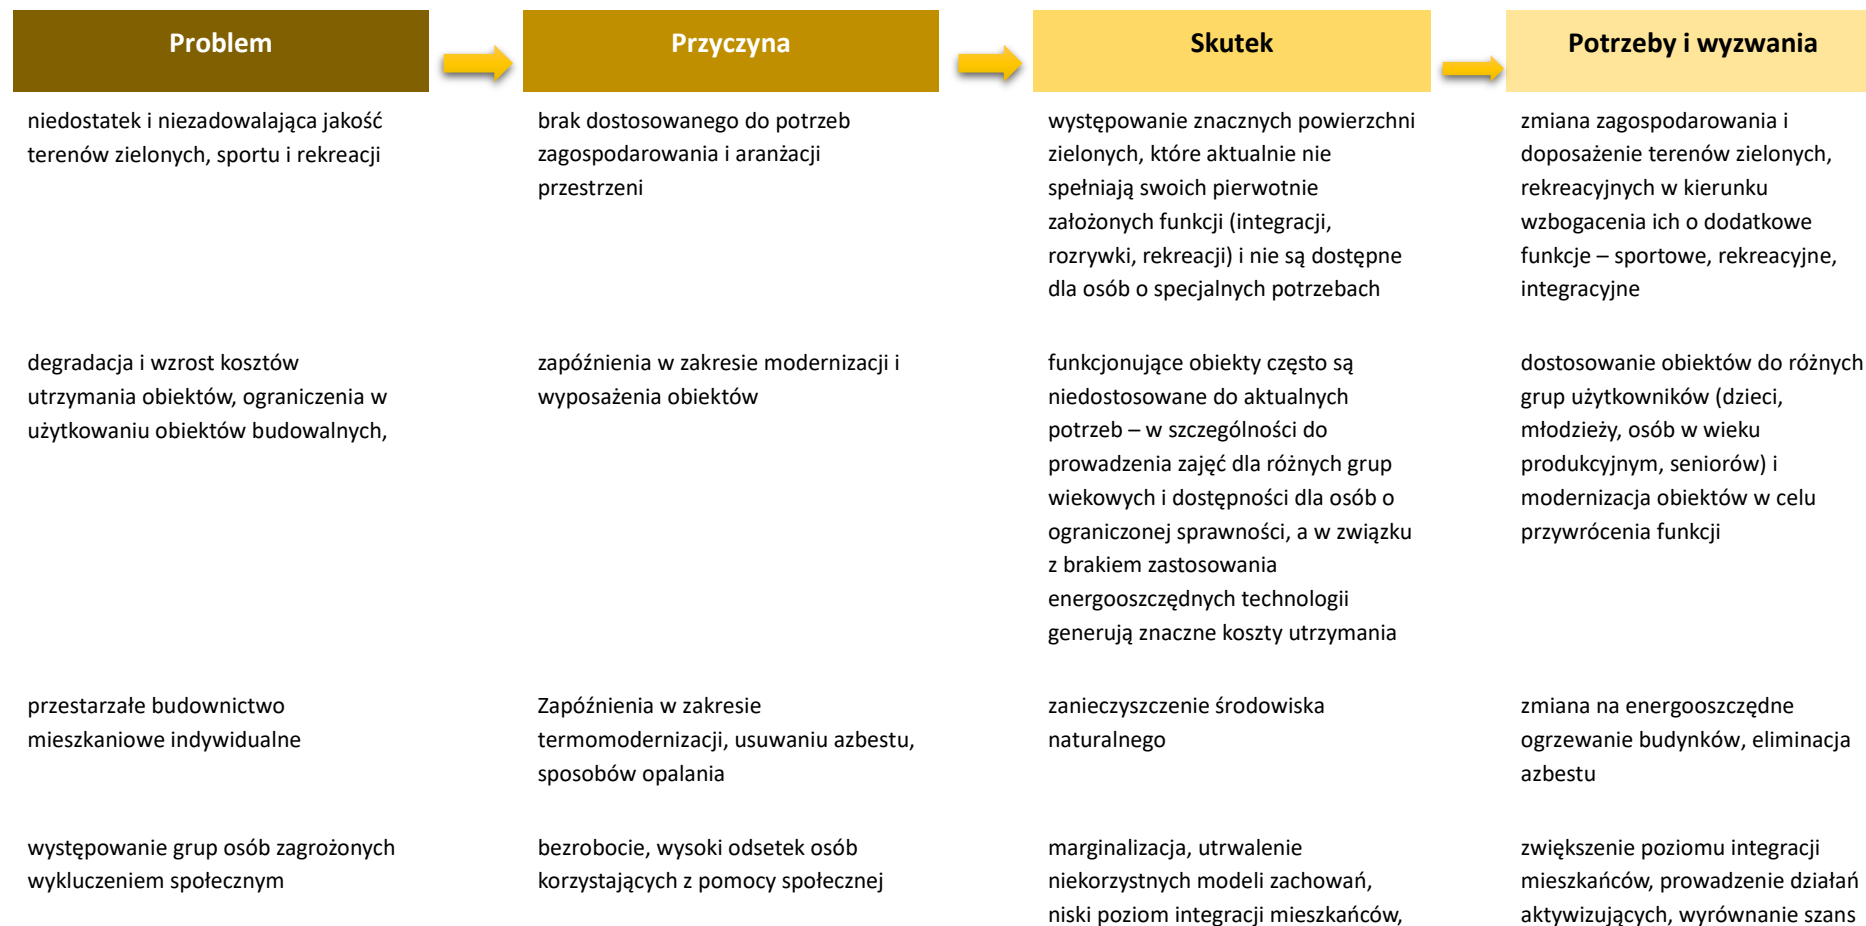 Problem
Przyczyna
Skutek
Potrzeby i wyzwania
niedostatek i niezadowalająca jakość
terenów zielonych, sportu i rekreacji
brak dostosowanego do potrzeb
zagospodarowania i aranżacji
przestrzeni
występowanie znacznych powierzchni
zielonych, które aktualnie nie
spełniają swoich pierwotnie
założonych funkcji (integracji,
rozrywki, rekreacji) i nie są dostępne
dla osób o specjalnych potrzebach
zmiana zagospodarowania i
doposażenie terenów zielonych,
rekreacyjnych w kierunku
wzbogacenia ich o dodatkowe
funkcje – sportowe, rekreacyjne,
integracyjne
degradacja i wzrost kosztów
utrzymania obiektów, ograniczenia w
użytkowaniu obiektów budowalnych,
zapóźnienia w zakresie modernizacji i
wyposażenia obiektów
funkcjonujące obiekty często są
niedostosowane do aktualnych
potrzeb – w szczególności do
prowadzenia zajęć dla różnych grup
wiekowych i dostępności dla osób o
ograniczonej sprawności, a w związku
z brakiem zastosowania
energooszczędnych technologii
generują znaczne koszty utrzymania
dostosowanie obiektów do różnych
grup użytkowników (dzieci,
młodzieży, osób w wieku
produkcyjnym, seniorów) i
modernizacja obiektów w celu
przywrócenia funkcji
przestarzałe budownictwo
mieszkaniowe indywidualne
Zapóźnienia w zakresie
termomodernizacji, usuwaniu azbestu,
sposobów opalania
zanieczyszczenie środowiska
naturalnego
zmiana na energooszczędne
ogrzewanie budynków, eliminacja
azbestu
występowanie grup osób zagrożonych
wykluczeniem społecznym
bezrobocie, wysoki odsetek osób
korzystających z pomocy społecznej
marginalizacja, utrwalenie
niekorzystnych modeli zachowań,
niski poziom integracji mieszkańców,
zwiększenie poziomu integracji
mieszkańców, prowadzenie działań
aktywizujących, wyrównanie szans